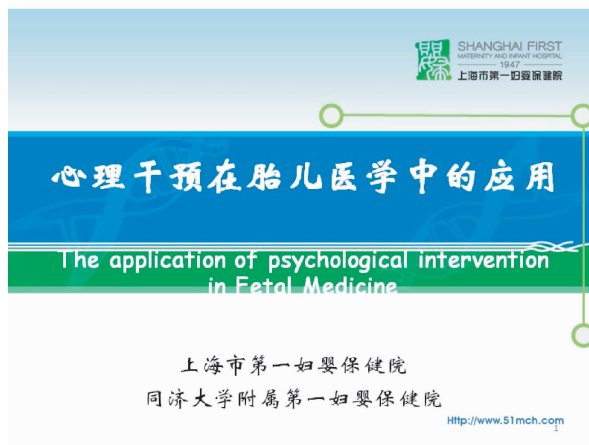 SHANGHAI FIRST
MATERNITY AND INFANT HOSPITAL
1947
上海市第一妇婴保健院
心理干预在胎儿医学中的应用
The application of psychological intervention
in Fetal Medicine
上海市第一妇婴保健院
同济大学附属第一妇婴保健院
Http://www.51mch.com
1